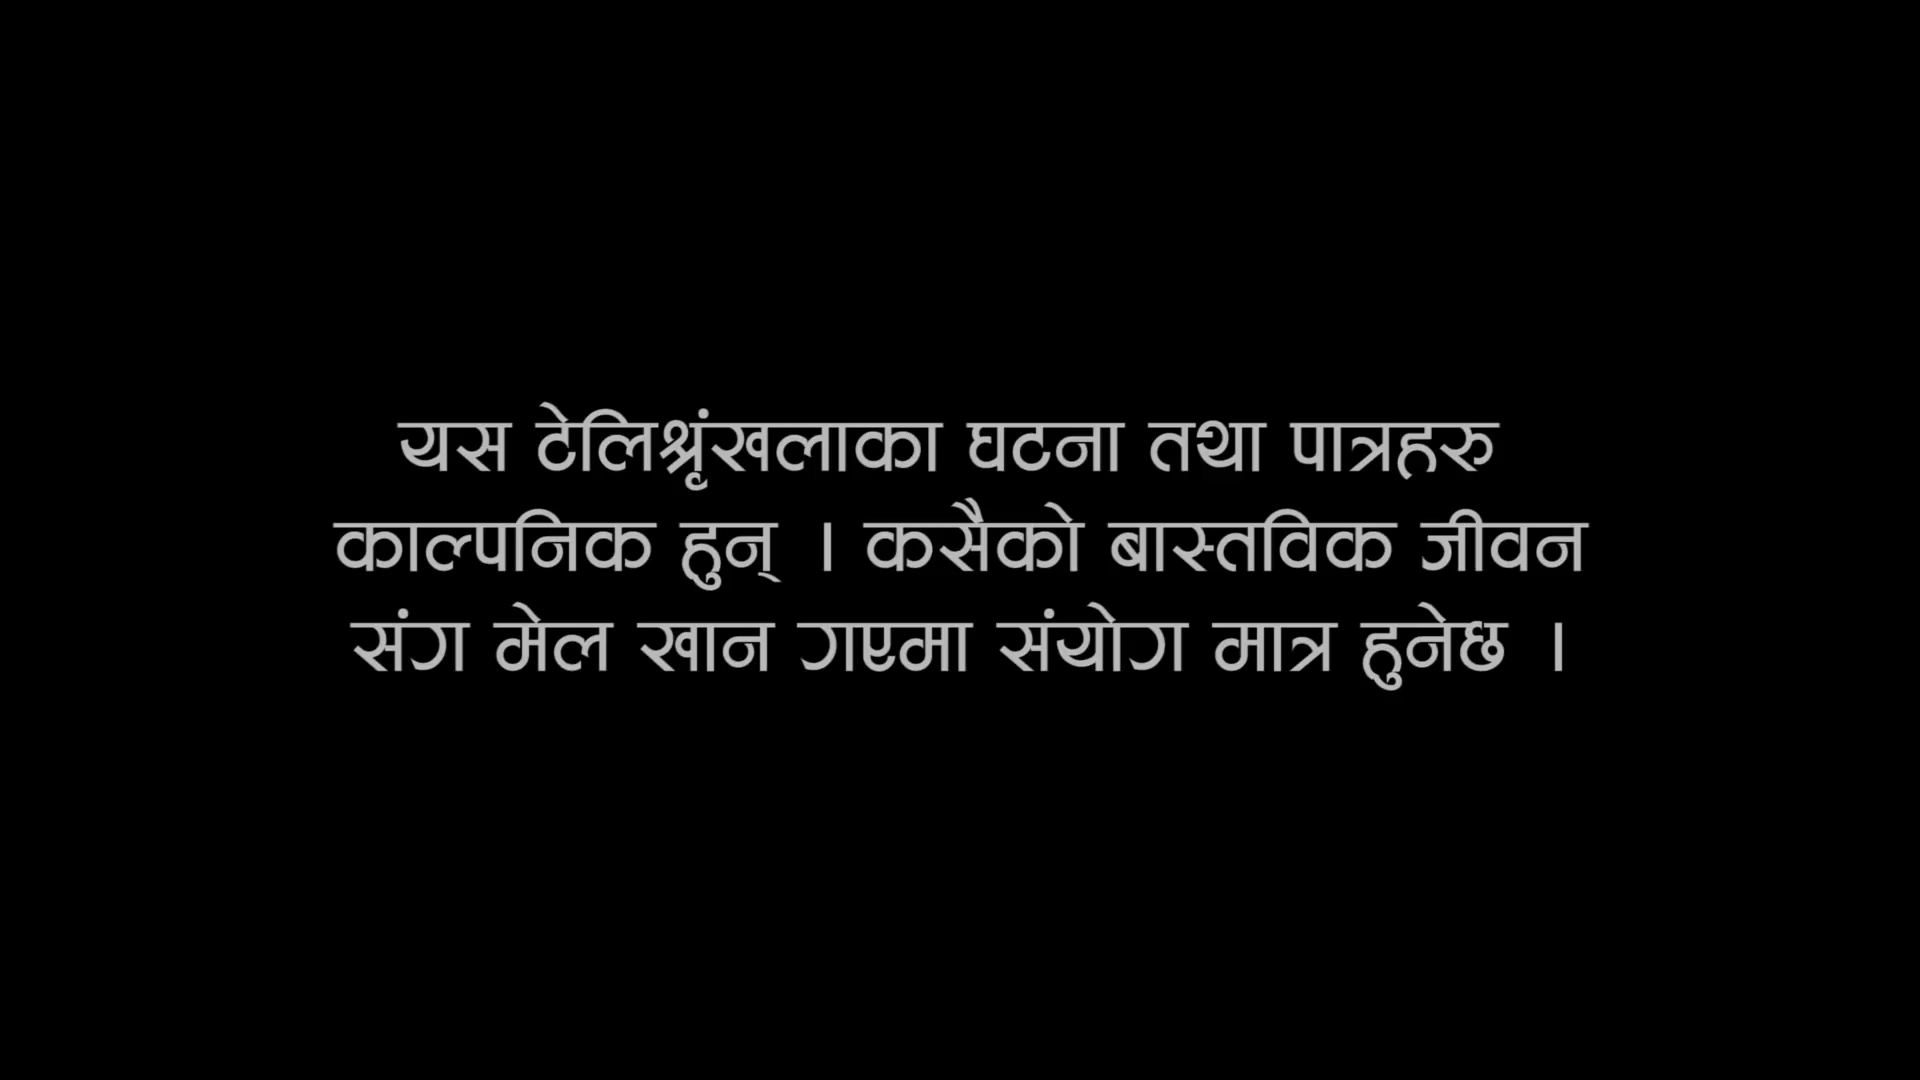 यस टेलिश्रृंखलाका घटना तथा पात्रहरु
काल्पनिक हुन् । कसैको बास्तविक जीवन
संग मेल खान गएमा संयोग मात्र हुनेछ ।